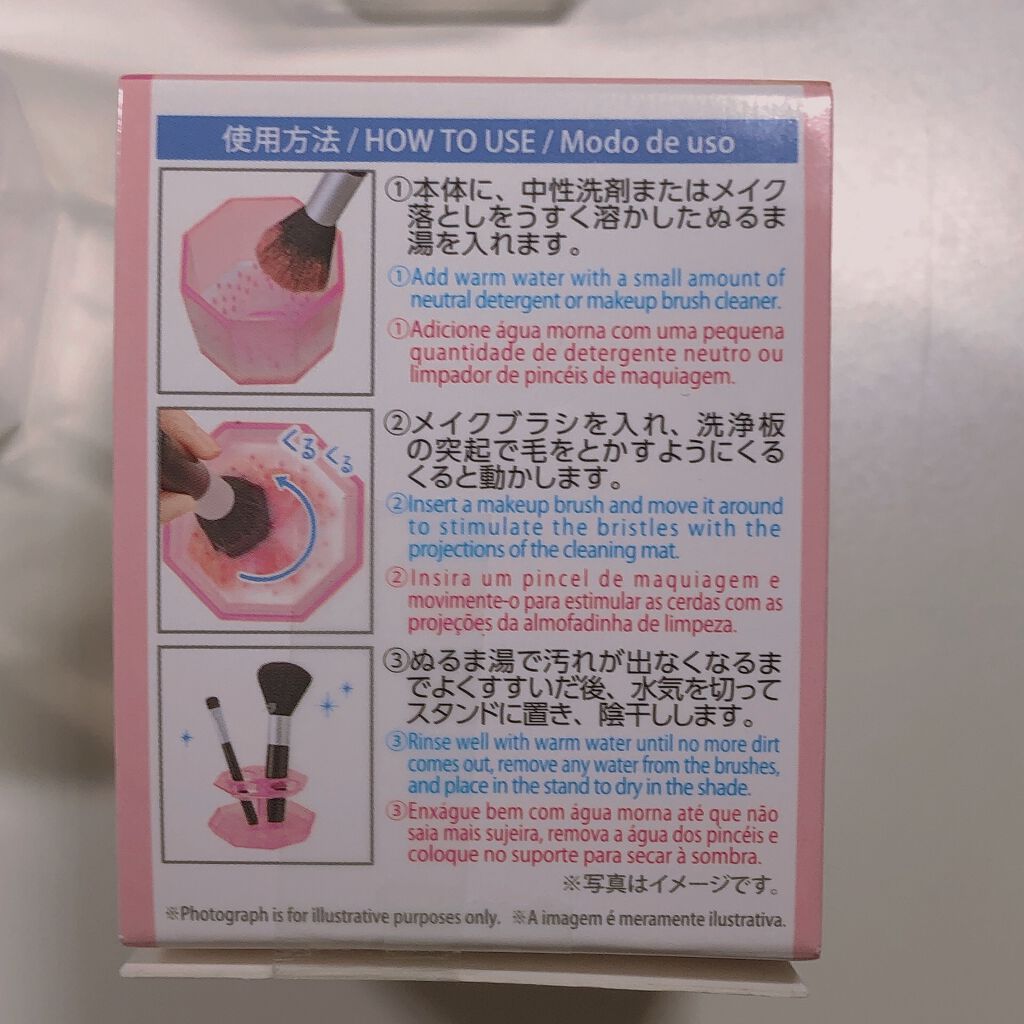 使用方法 / HOW TO USE / Modo de uso
①本体に、中性洗剤またはメイク
落としをうすく溶かしたぬるま
湯を入れます。
①Add warm water with a small amount of
neutral detergent or makeup brush cleaner.
①Adicione água morna com uma pequena
quantidade de detergente neutro ou
limpador de pincéis de maquiagem.
くるくる
②メイクブラシを入れ、洗浄板
の突起で毛をとかすようにくる
くると動かします。
②Insert a makeup brush and move it around
to stimulate the bristles with the
projections of the cleaning mat.
②Insira um pincel de maquiagem e
movimente-o para estimular as cerdas com as
projeções da almofadinha de limpeza.
③ぬるま湯で汚れが出なくなるま
でよくすすいだ後、水気を切って
スタンドに置き、陰干しします。
③Rinse well with warm water until no more dirt
comes out, remove any water from the brushes,
and place in the stand to dry in the shade.
③Enxágue bem com água morna até que não
saia mais sujeira, remova a água dos pincéis e
coloque no suporte para secar à sombra.
※写真はイメージです。
※Photograph is for illustrative purposes only. ※A imagem é meramente ilustrativa.